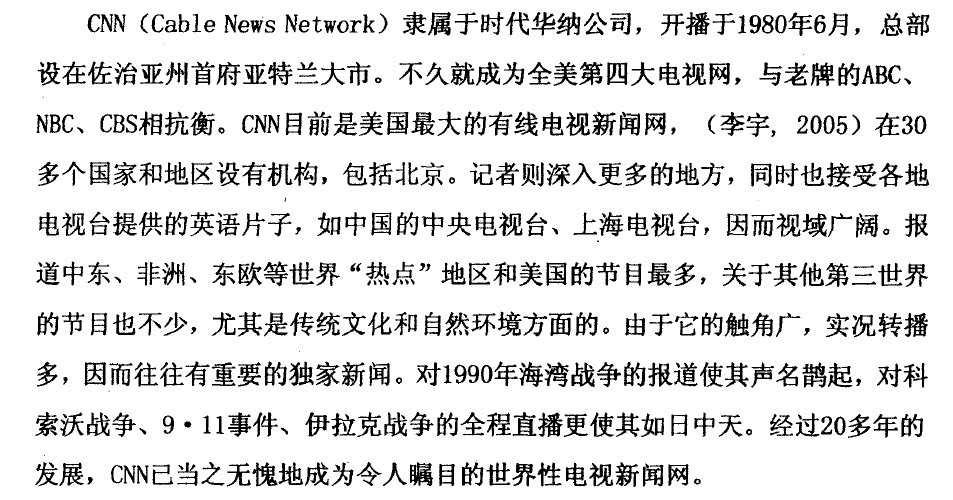 CNN（Cable News Network）隶属于时代华纳公司，开播于1980年6月，总部
设在佐治亚州首府亚特兰大市。不久就成为全美第四大电视网，与老牌的ABC、
NBC、CBS相抗衡。CNN目前是美国最大的有线电视新闻网，（李宇, 2005）在30
多个国家和地区设有机构，包括北京。记者则深入更多的地方，同时也接受各地
电视台提供的英语片子，如中国的中央电视台、上海电视台，因而视域广阔。报
道中东、非洲、东欧等世界“热点”地区和美国的节目最多，关于其他第三世界
的节目也不少，尤其是传统文化和自然环境方面的。由于它的触角广，实况转播
多，因而往往有重要的独家新闻。对1990年海湾战争的报道使其声名鹊起，对科
索沃战争、9·11事件、伊拉克战争的全程直播更使其如日中天。经过20多年的
发展，CNN已当之无愧地成为令人瞩目的世界性电视新闻网。